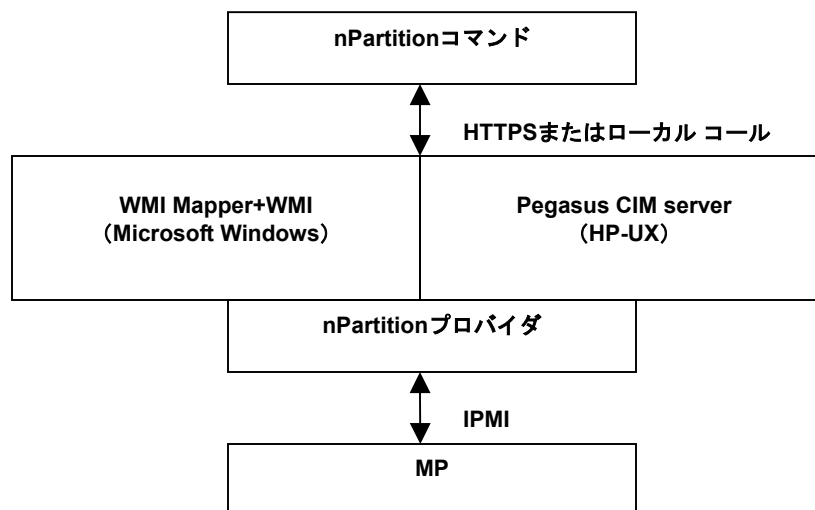 nPartitionコマンド
HTTPSまたはローカル コール
WMI Mapper+WMI
（Microsoft Windows）
Pegasus CIM server
（HP-UX）
nPartitionプロバイダ
IPMI
MP